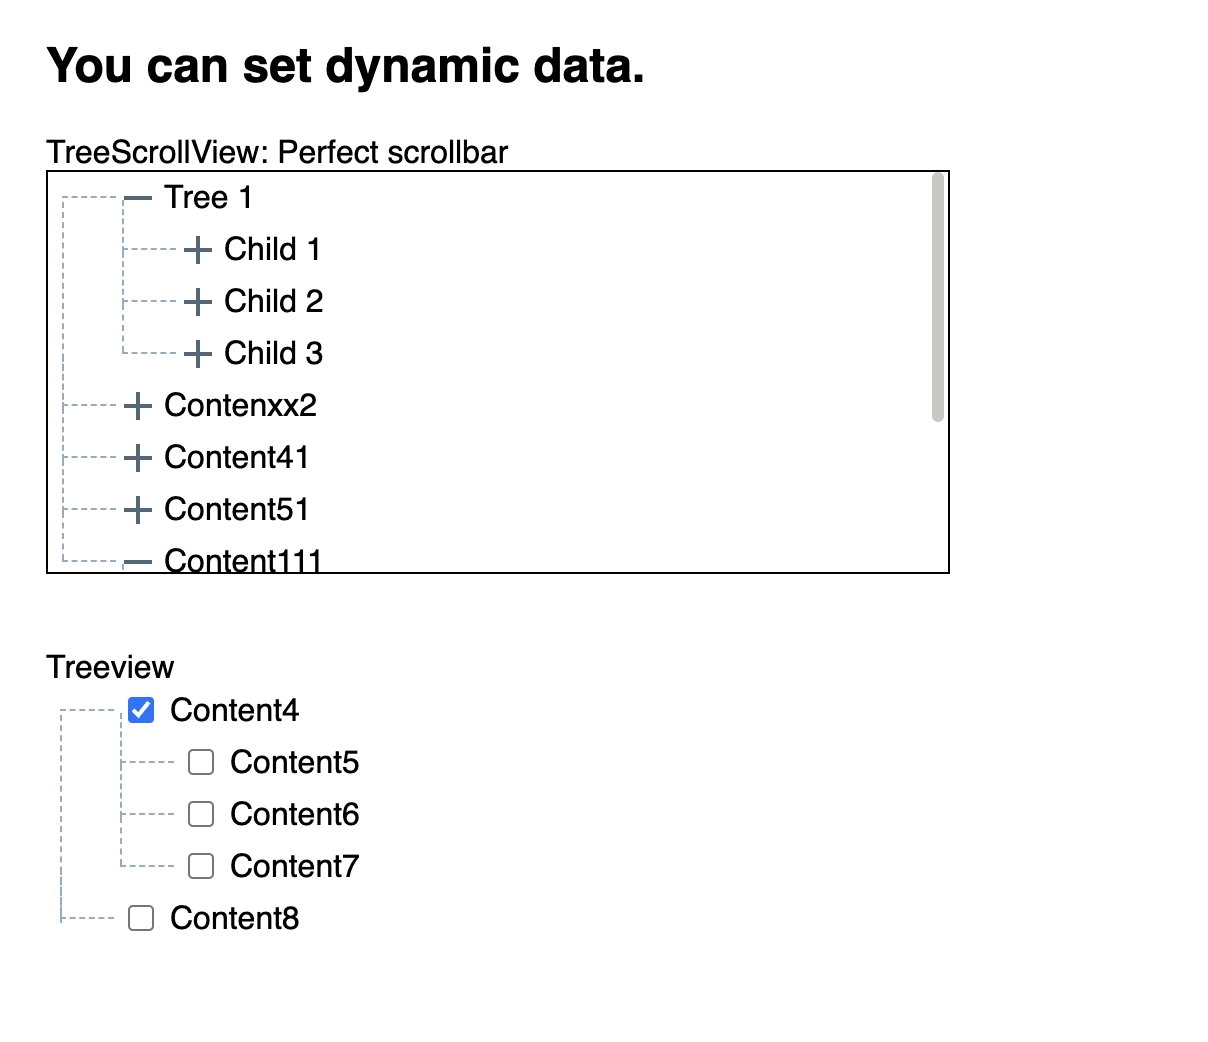 You can set dynamic data.
TreeScrollView: Perfect scrollbar
Tree 1
Child 1
Child 2
Child 3
Contenxx2
Content41
Content51
Content111
Treeview
Content4
Content5
Content6
Content7
Content8